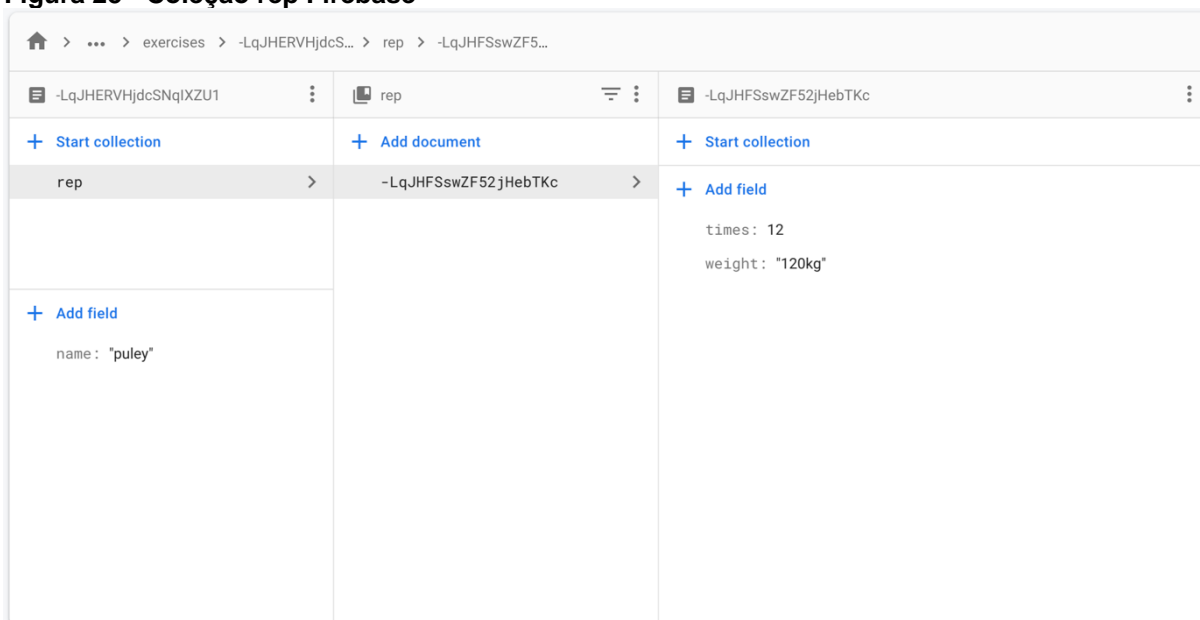 Figura 26 - Coleção rep Firebase
> ... > exercises > -LqJHERVHjdcS... > rep > -LqJHFSswZF5...
-LqJHERVHjdcSNqIXZU1
rep
-LqJHFSswZF52jHebTKc
+ Start collection
+ Add document
+ Start collection
rep >
-LqJHFSswZF52jHebTKc >
+ Add field
times: 12
weight: "120kg"
+ Add field
name: "puley"